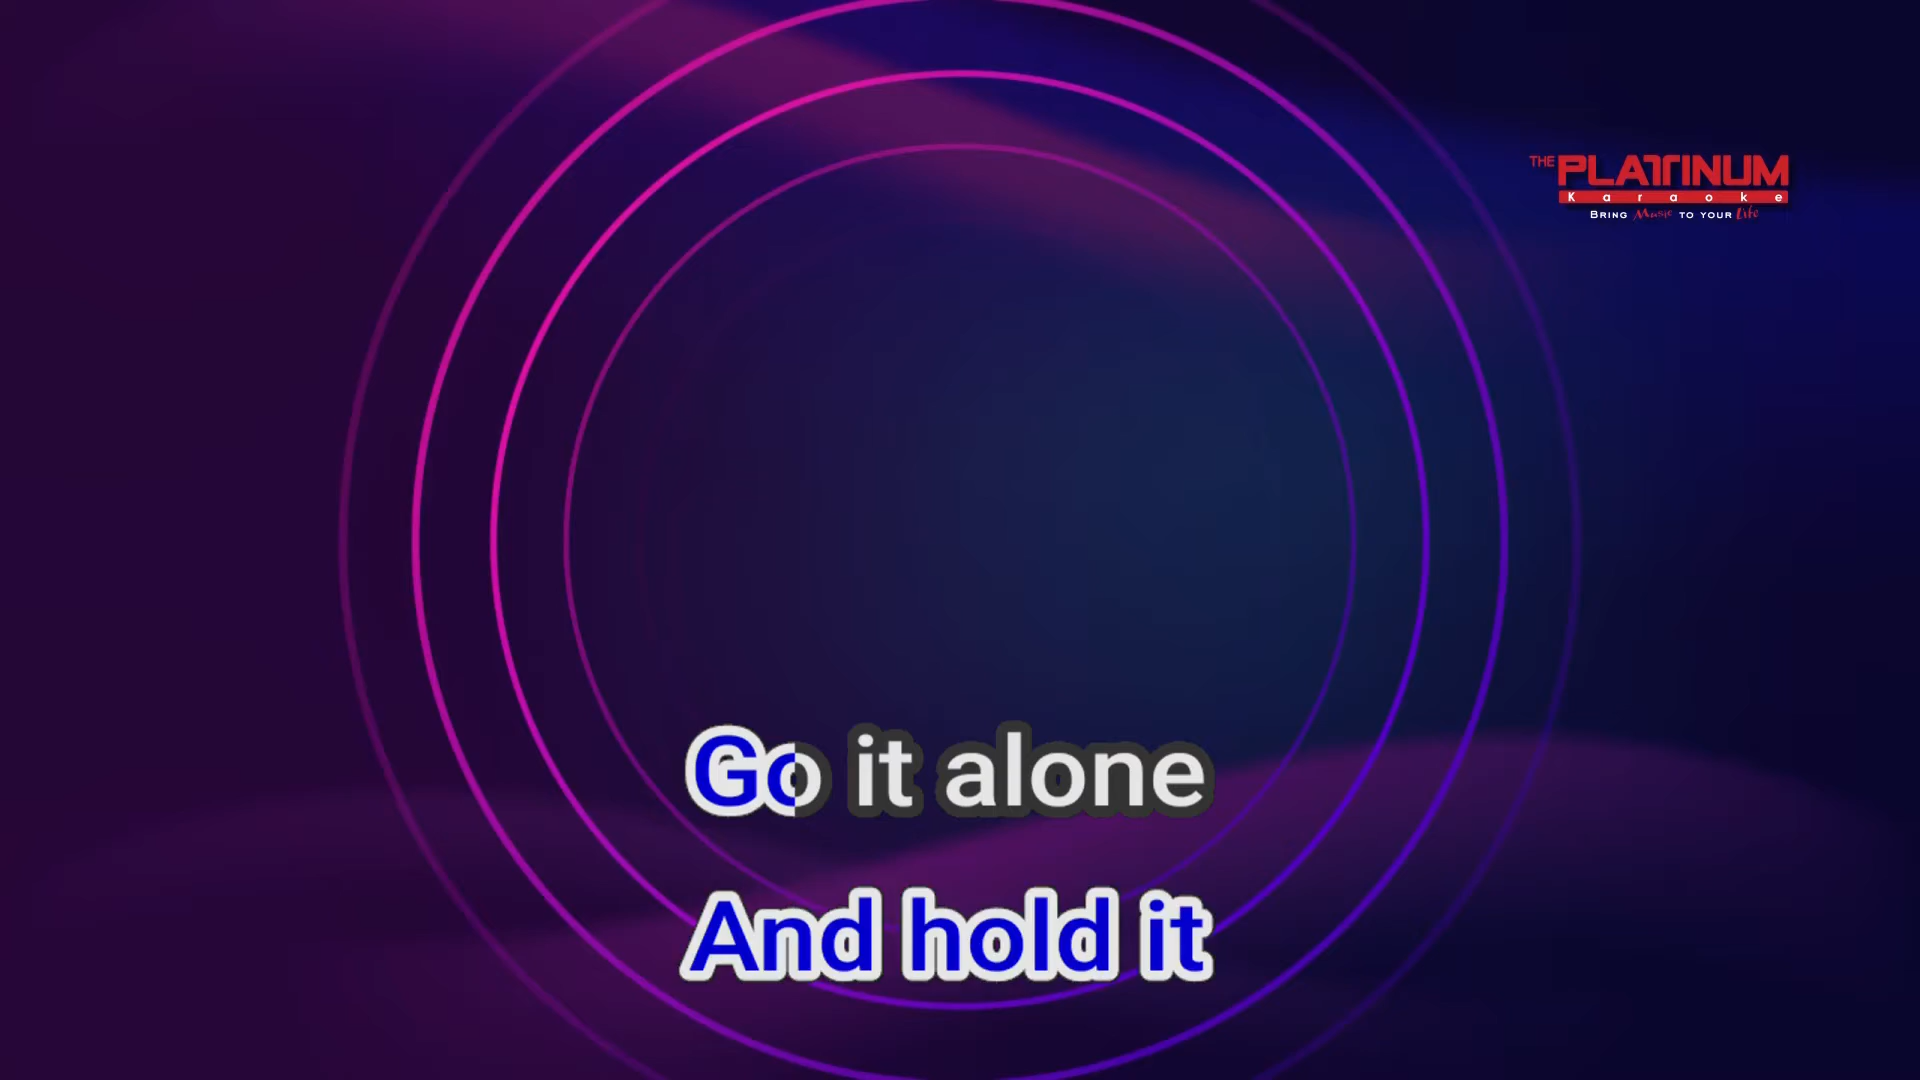 THE PLATINUM
Karaoke
BRING Music TO YOUR Life
Go it alone
And hold it